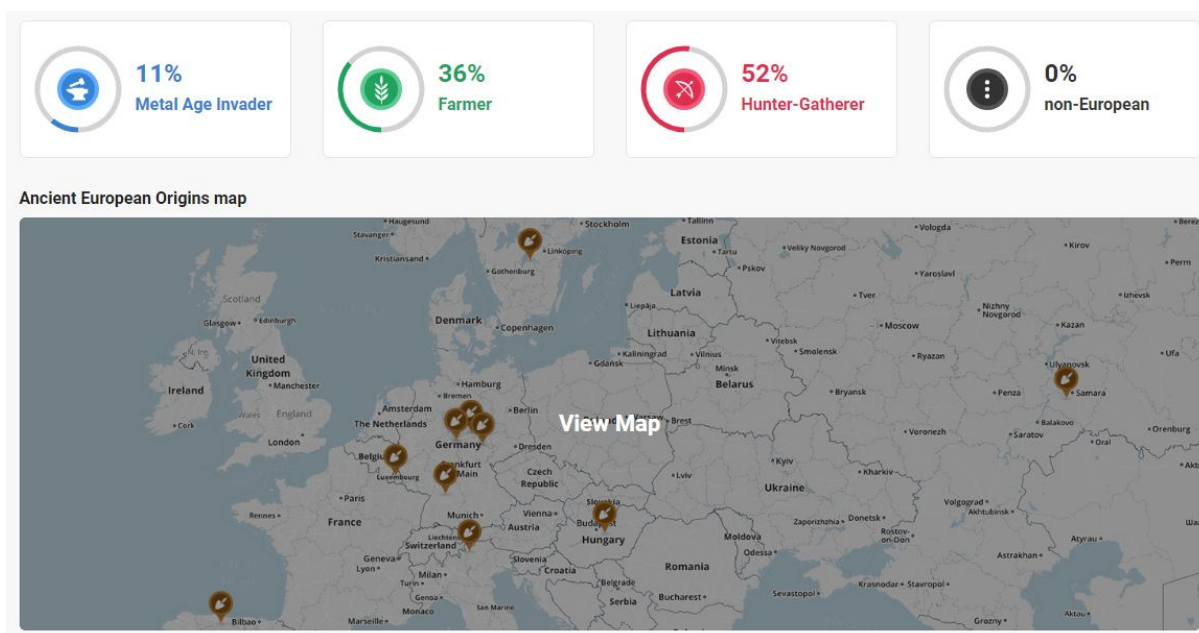 11%
Metal Age Invader
36%
Farmer
52%
Hunter-Gatherer
0%
non-European
Ancient European Origins map
Haugesund
Stockholm
Tallinn
Vologda
Stavanger
Estonia
Linköping
Tartu
Veliky Novgorod
Kirov
Kristiansand
Pskov
Perm
Gothenburg
Yaroslavl
Scotland
Latvia
Liepāja
Tver
Izhevsk
Nizhny
Novgorod
Glasgow
Edinburgh
Denmark
Copenhagen
Moscow
Kazan
Lithuania
Vitebsk
Kaliningrad
Vilnius
Smolensk
Ryazan
Ufa
United
Kingdom
Gdańsk
Minsk
Ulyanovsk
Ireland
Manchester
Hamburg
Belarus
Bryansk
Penza
Samara
Bremen
Wales
England
Amsterdam
Berlin
The Netherlands
View Map
Brest
Cork
Voronezh
Balakovo
Saratov
Orenburg
Oral
London
Germany
Dresden
Luxembourg
Czech
Republic
Lviv
Kyiv
Kharkiv
Ukraine
Paris
Volgograd
Akhtubinsk
Rennes
France
Munich
Vienna
Austria
Hungary
Zaporizhzhia
Donetsk
Rostov-
on-Don
Moldova
Atyrau
Switzerland
Geneva
Slovenia
Odessa
Astrakhan
Lyon
Milan
Croatia
Romania
Turin
Belgrade
Krasnodar
Stavropol
Genoa
San Marino
Serbia
Bucharest
Sevastopol
Monaco
Aktau
Bilbao
Marseille
Grozny